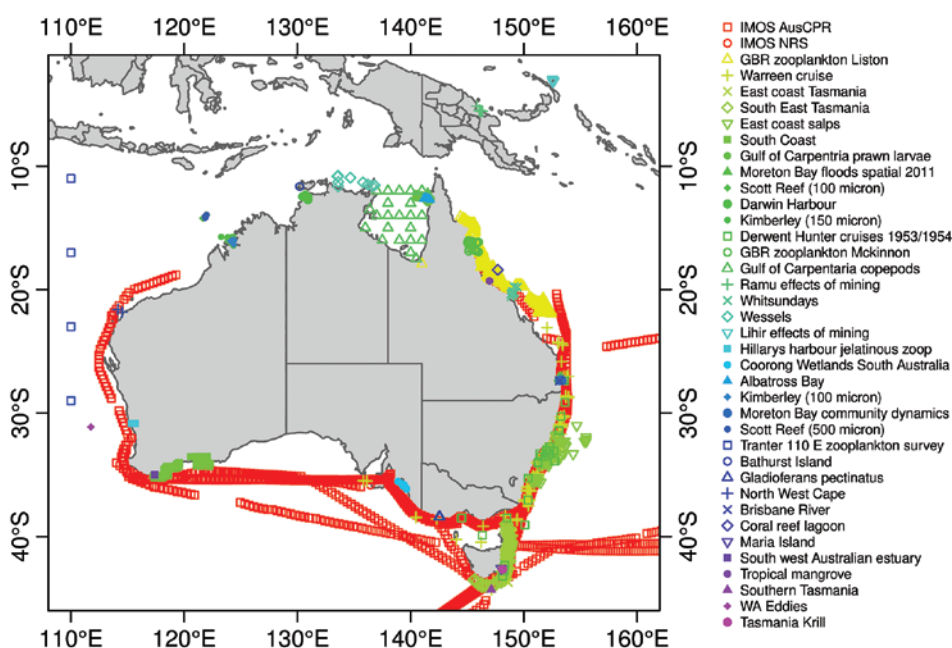 110°E 120°E 130°E 140°E 150°E 160°E
10°S
20°S
30°S
40°S
10°S
20°S
30°S
40°S
110°E 120°E 130°E 140°E 150°E 160°E
IMOS AusCPR
IMOS NRS
GBR zooplankton Liston
Warreen cruise
East coast Tasmania
South East Tasmania
East coast salps
South Coast
Gulf of Carpentria prawn larvae
Moreton Bay floods spatial 2011
Scott Reef (100 micron)
Darwin Harbour
Kimberley (150 micron)
Derwent Hunter cruises 1953/1954
GBR zooplankton Mckinnon
Gulf of Carpentaria copepods
Ramu effects of mining
Whitsundays
Wessels
Lihir effects of mining
Hillarys harbour jelatinous zoop
Coorong Wetlands South Australia
Albatross Bay
Kimberley (100 micron)
Moreton Bay community dynamics
Scott Reef (500 micron)
Tranter 110 E zooplankton survey
Bathurst Island
Gladioferans pectinatus
North West Cape
Brisbane River
Coral reef lagoon
Maria Island
South west Australian estuary
Tropical mangrove
Southern Tasmania
WA Eddies
Tasmania Krill